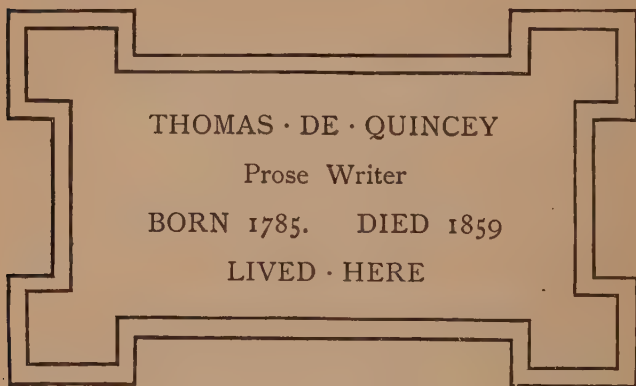 THOMAS · DE · QUINCEY
Prose Writer
BORN 1785. DIED 1859
LIVED · HERE